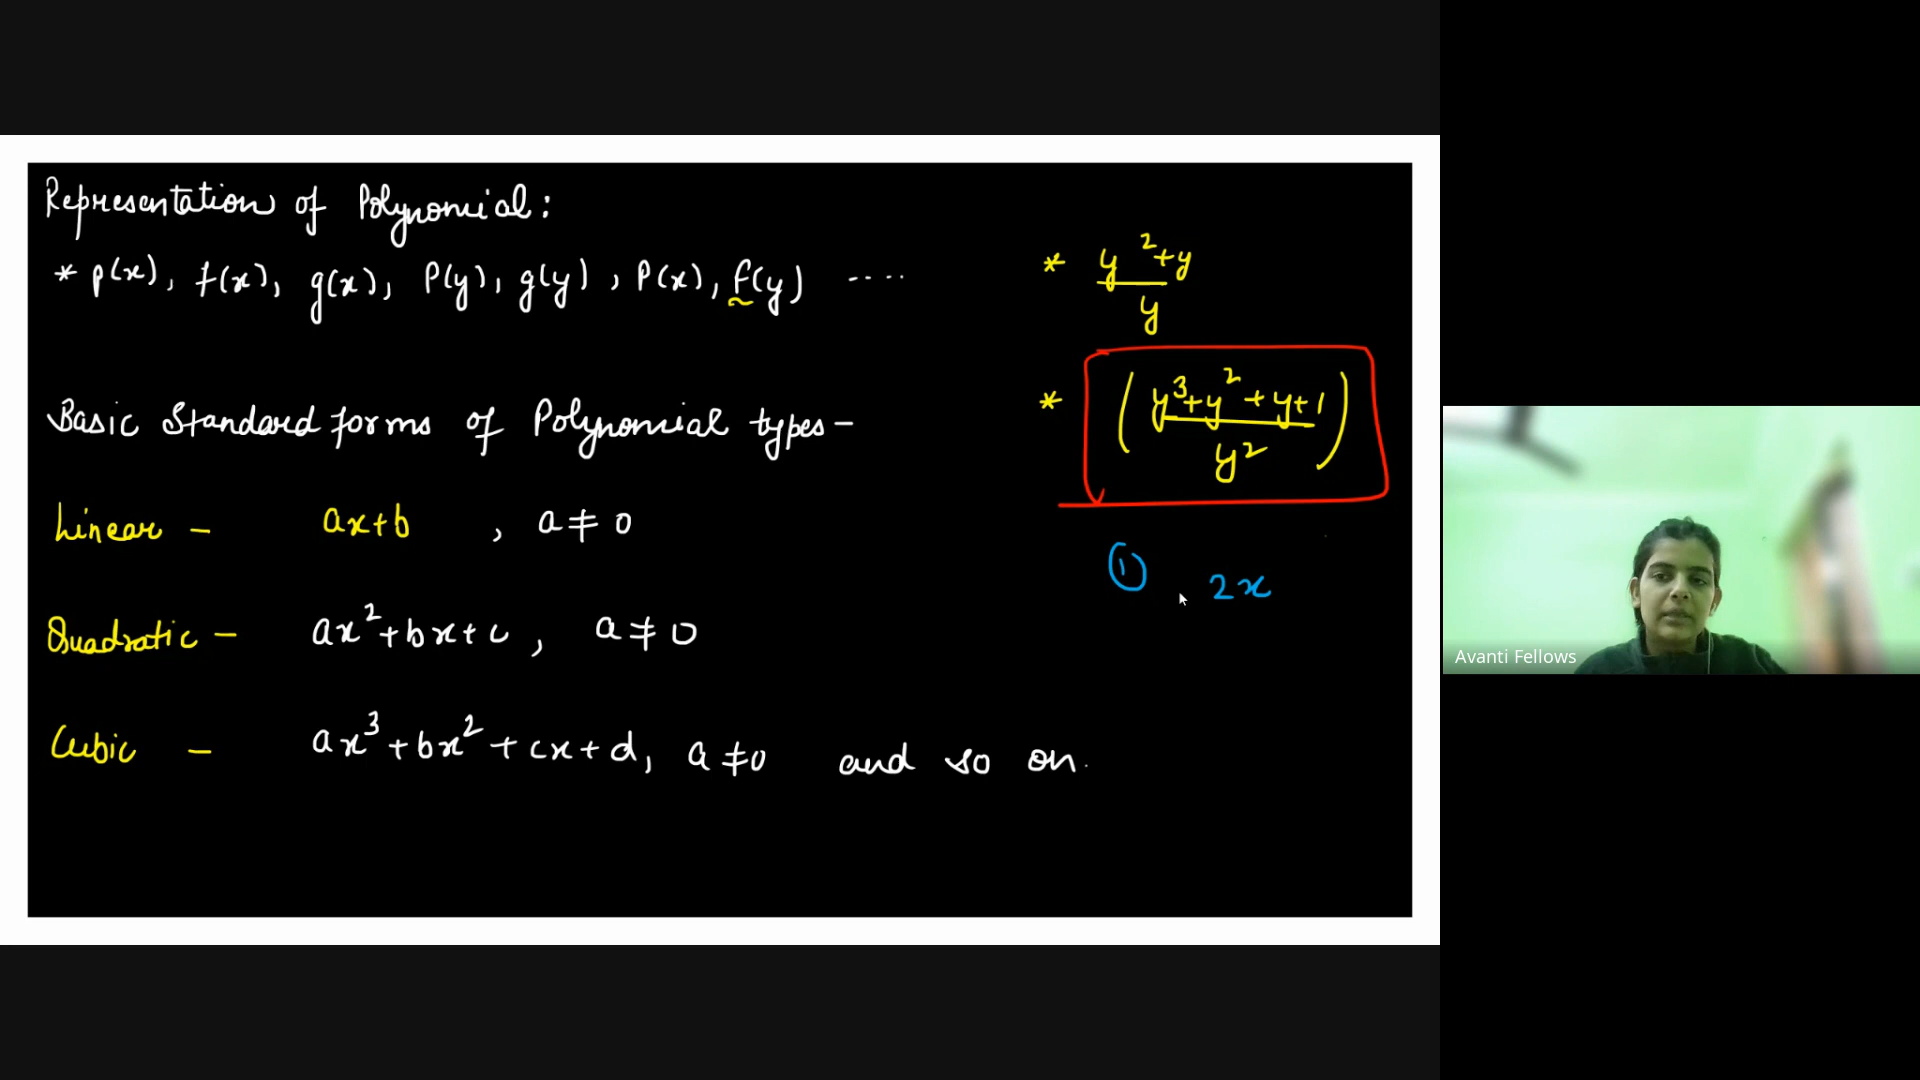 Representation of Polynomial:
* p(x), f(x), g(x), P(y), g(y), P(x), f(y) ----
Basic Standard forms of Polynomial types-
Linear - ax+b , a ≠ 0
Quadratic - ax²+bx+c , a ≠ 0
Cubic - ax³+bx²+cx+d, a ≠ 0 and so on.
* y²+y
y
* (y³+y²+y+1)
y²
① 2x
Avanti Fellows